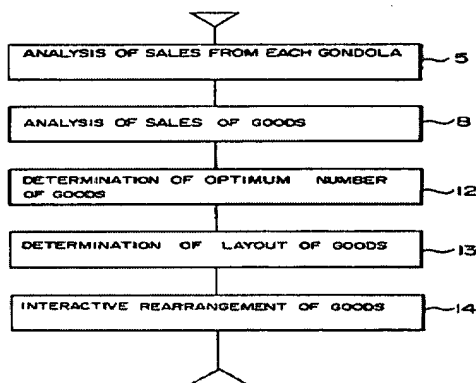 ANALYSIS OF SALES FROM EACH GONDOLA
5
ANALYSIS OF SALES OF GOODS
8
DETERMINATION OF OPTIMUM NUMBER
OF GOODS
12
DETERMINATION OF LAYOUT OF GOODS
13
INTERACTIVE REARRANGEMENT OF GOODS
14